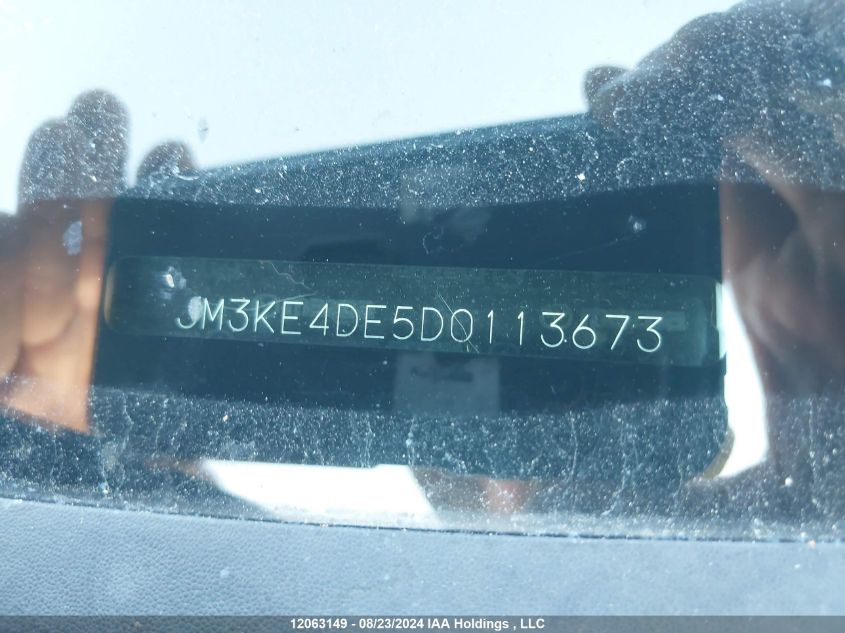 JM3KE4DE5D0113673
12063149 - 08/23/2024 IAA Holdings , LLC